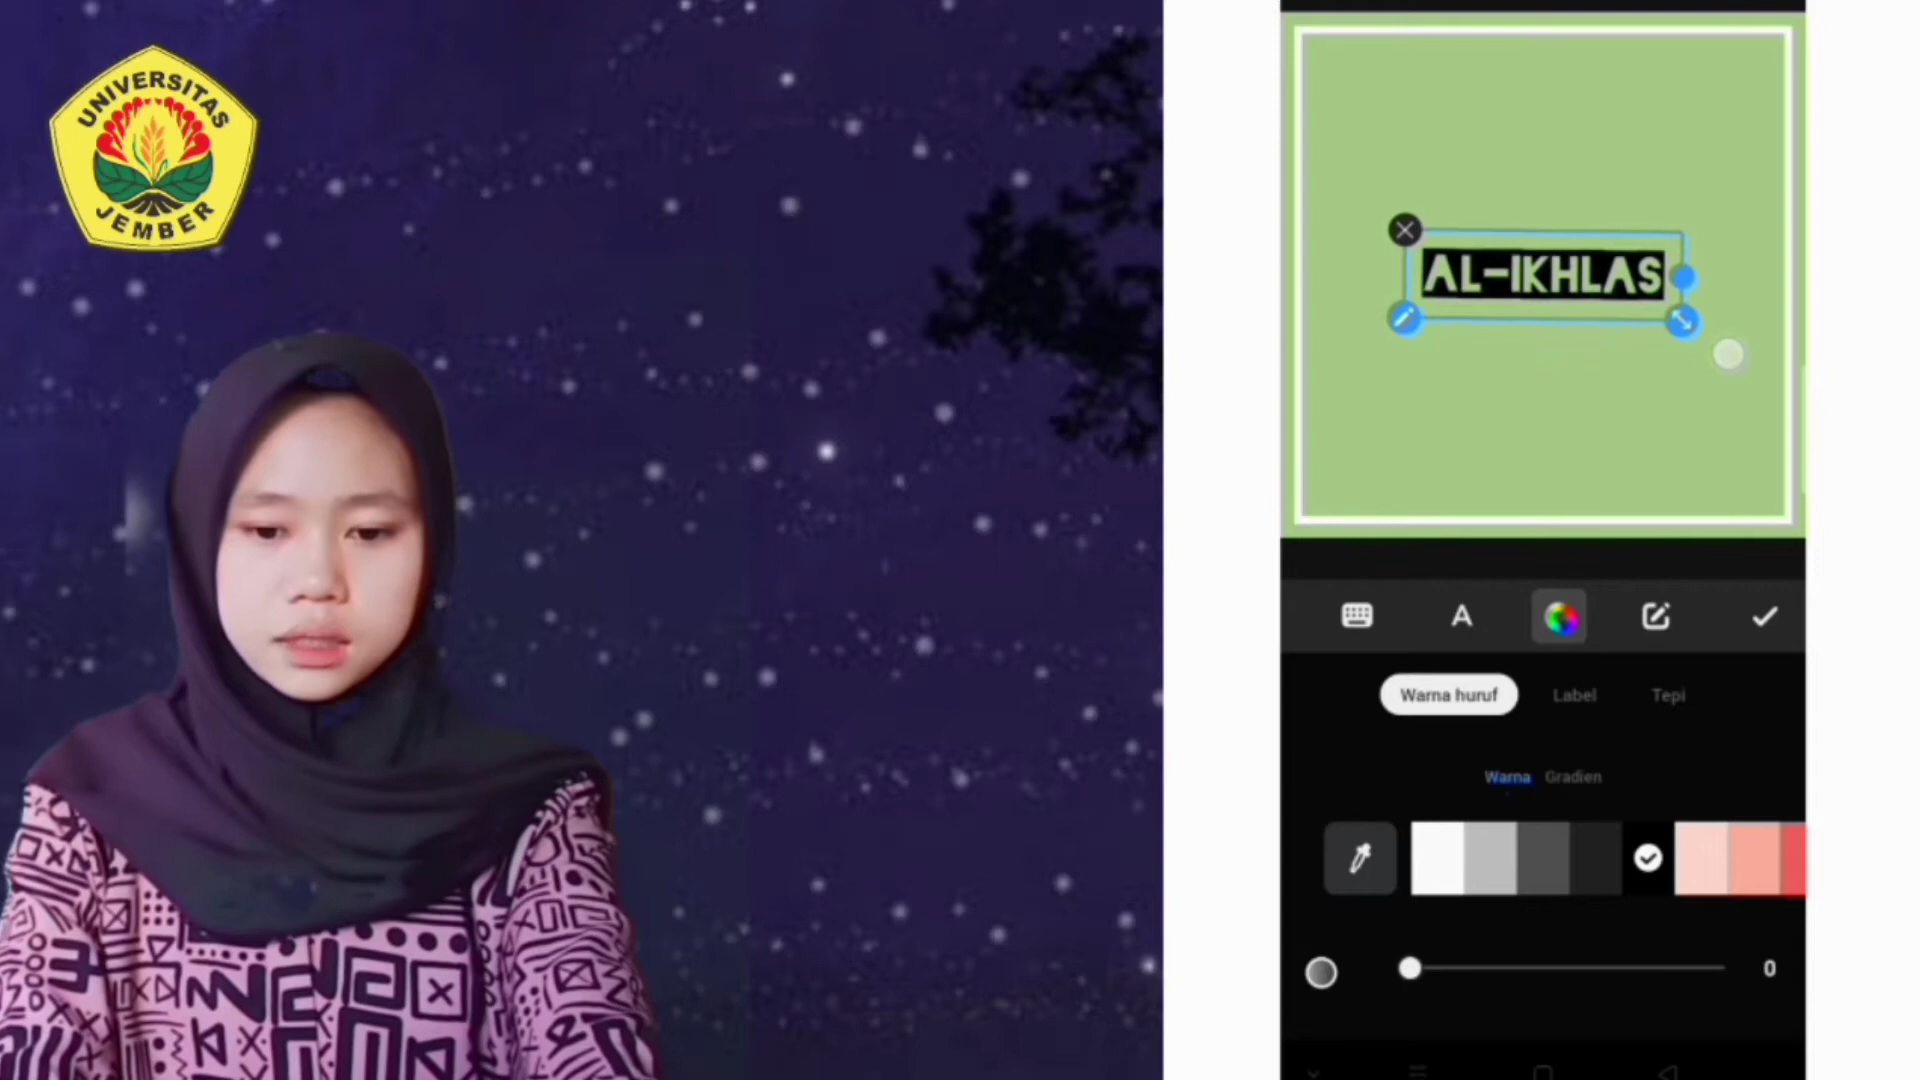 UNIVERSITAS
JEMBER
AL-IKHLAS
A
Warna huruf Label Tepi
Warna Gradien
0